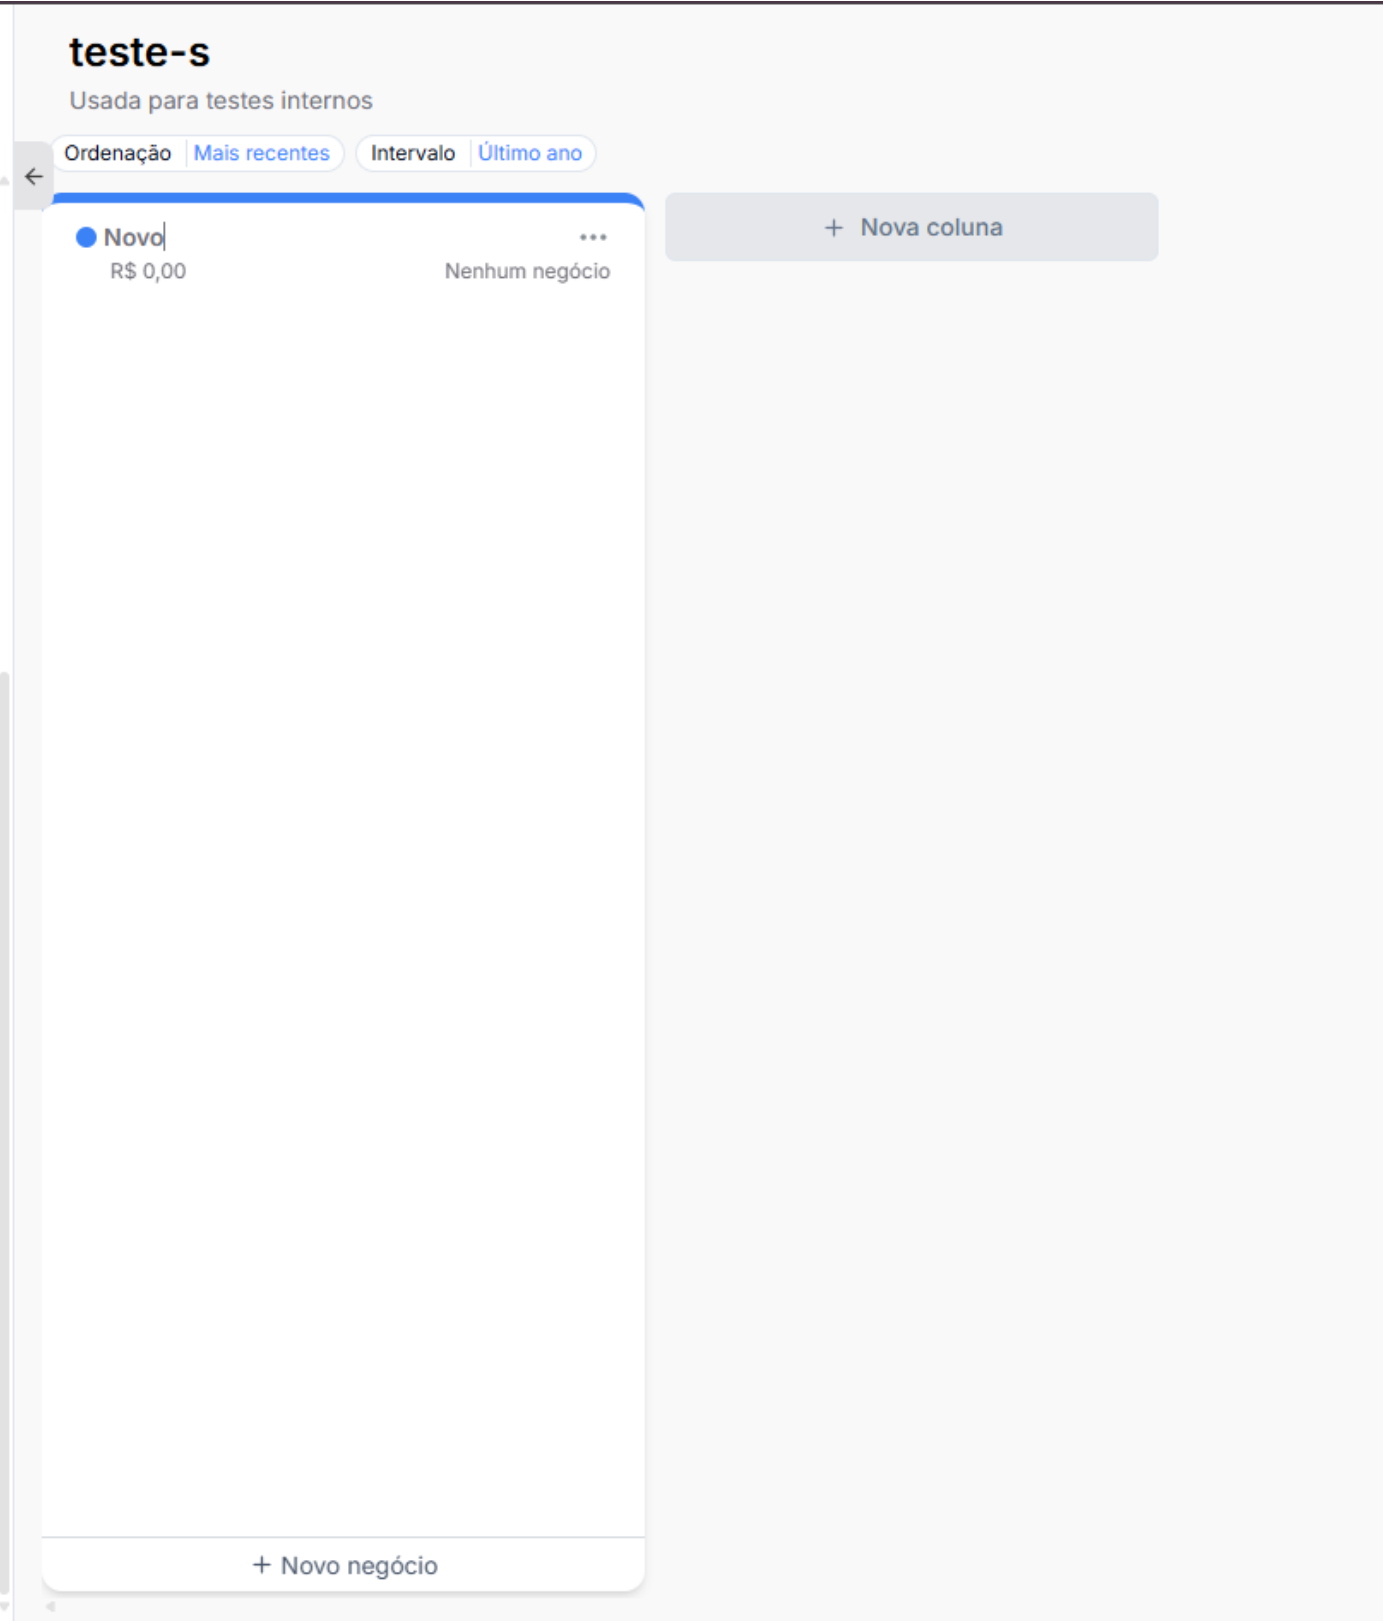 teste-s
Usada para testes internos
Ordenação Mais recentes Intervalo Último ano
Novo
R$ 0,00 Nenhum negócio
+ Nova coluna
+ Novo negócio